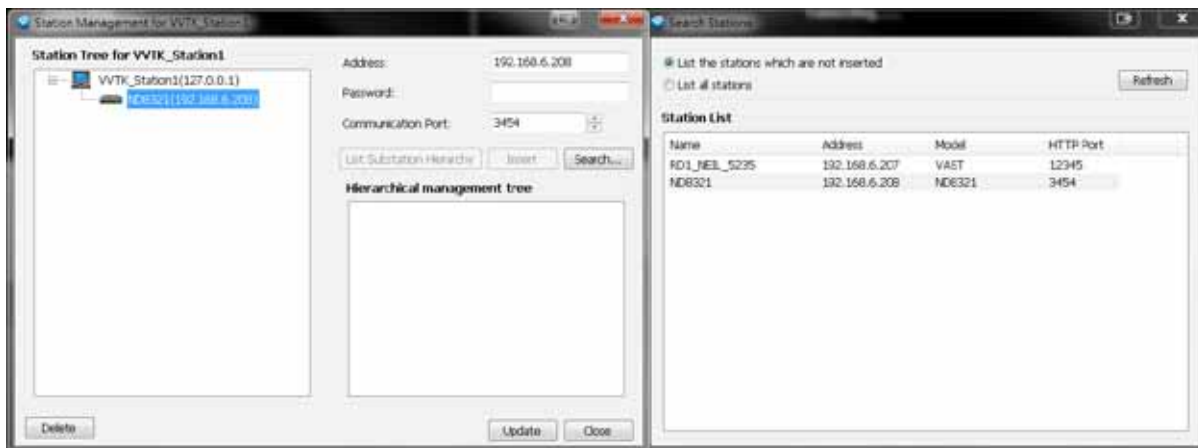 Station Management for VVTK_Station1
Station Tree for VVTK_Station1
VVTK_Station1(127.0.0.1)
ND8321(192.168.6.208)
Address:
192.168.6.208
Password:
Communication Port:
3454
List Substation Hierarchy
Insert
Search...
Hierarchical management tree
Delete
Update
Close
Search Stations
List the stations which are not inserted
List all stations
Refresh
Station List
Name Address Model HTTP Port
RD1_NEIL_5235 192.168.6.207 VAST 12345
ND8321 192.168.6.208 ND8321 3454